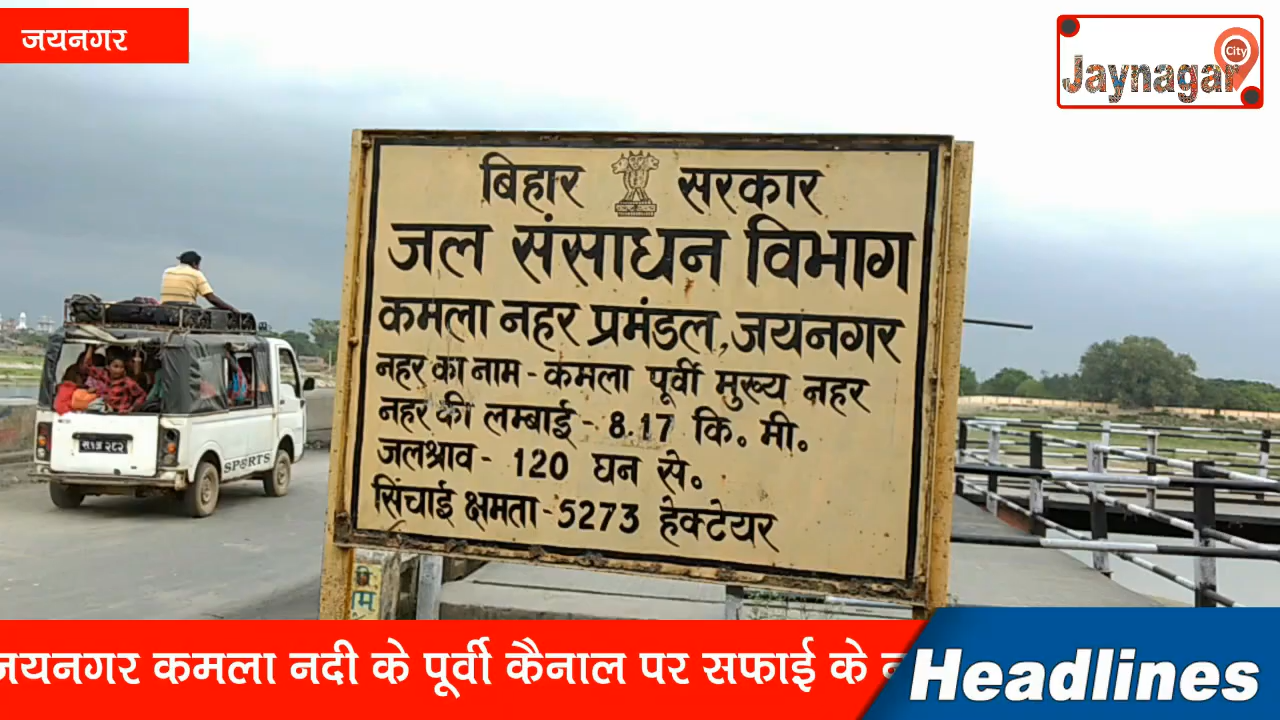 जयनगर
City
Jaynagar
बिहार सरकार
जल संसाधन विभाग
कमला नहर प्रमंडल, जयनगर
नहर का नाम - कमला पूर्वी मुख्य नहर
नहर की लम्बाई - 8.17 कि. मी.
जलश्राव - 120 घन से.
सिंचाई क्षमता - 5273 हेक्टेयर
SPORTS
जयनगर कमला नदी के पूर्वी कैनाल पर सफाई के
Headlines